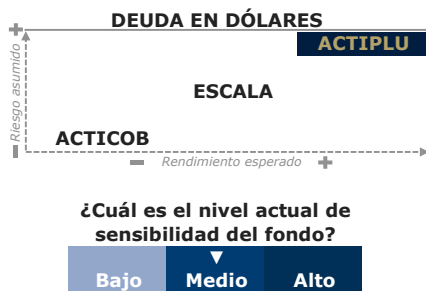 DEUDA EN DÓLARES
ACTIPLU
Riesgo asumido
ESCALA
ACTICOB
Rendimiento esperado
¿Cuál es el nivel actual de
sensibilidad del fondo?
Bajo Medio Alto